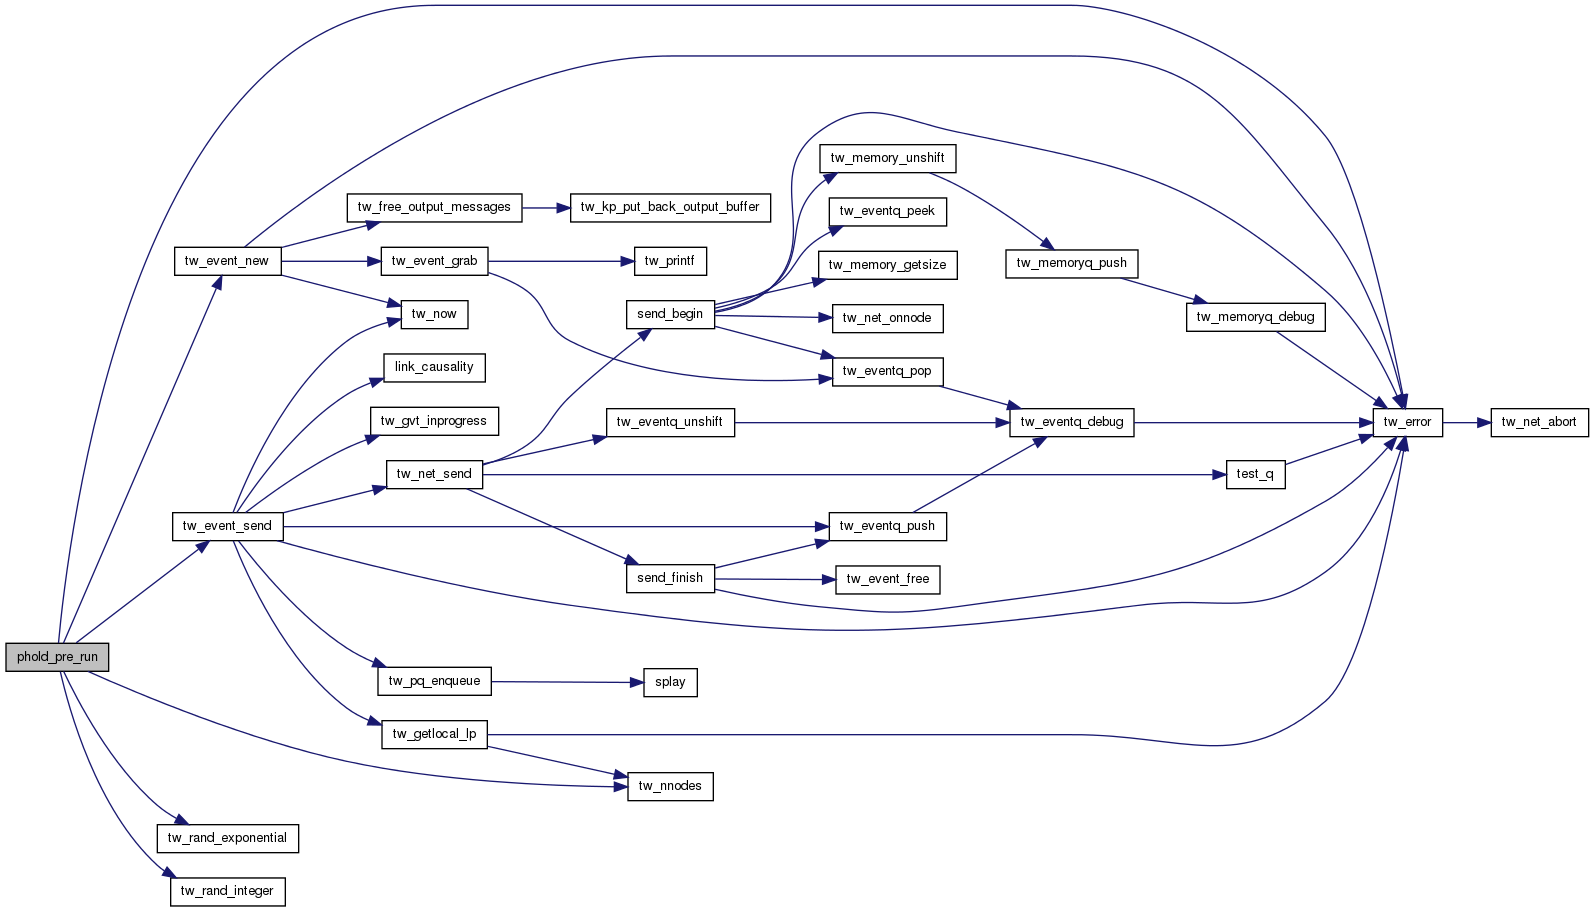 tw_memory_unshift
tw_free_output_messages
tw_kp_put_back_output_buffer
tw_eventq_peek
tw_event_new
tw_event_grab
tw_printf
tw_memory_getsize
tw_memoryq_push
tw_now
send_begin
tw_net_onnode
tw_memoryq_debug
link_causality
tw_eventq_pop
tw_gvt_inprogress
tw_eventq_unshift
tw_eventq_debug
tw_error
tw_net_abort
tw_net_send
test_q
tw_event_send
tw_eventq_push
send_finish
tw_event_free
phold_pre_run
tw_pq_enqueue
splay
tw_getlocal_lp
tw_nnodes
tw_rand_exponential
tw_rand_integer